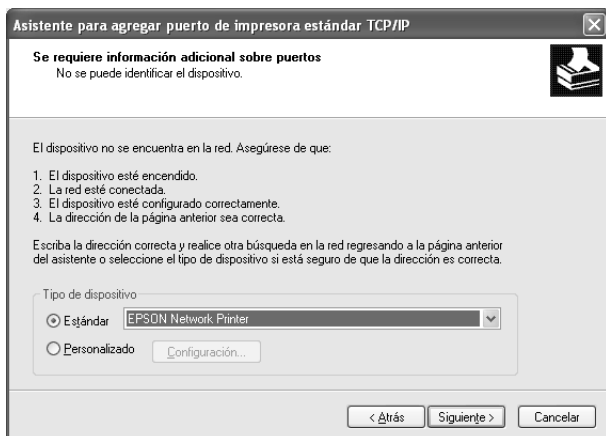 Asistente para agregar puerto de impresora estándar TCP/IP
Se requiere información adicional sobre puertos
No se puede identificar el dispositivo.
El dispositivo no se encuentra en la red. Asegúrese de que:
1. El dispositivo esté encendido.
2. La red esté conectada.
3. El dispositivo esté configurado correctamente.
4. La dirección de la página anterior sea correcta.
Escriba la dirección correcta y realice otra búsqueda en la red regresando a la página anterior
del asistente o seleccione el tipo de dispositivo si está seguro de que la dirección es correcta.
Tipo de dispositivo
Estándar EPSON Network Printer
Personalizado Configuración...
< Atrás Siguiente > Cancelar